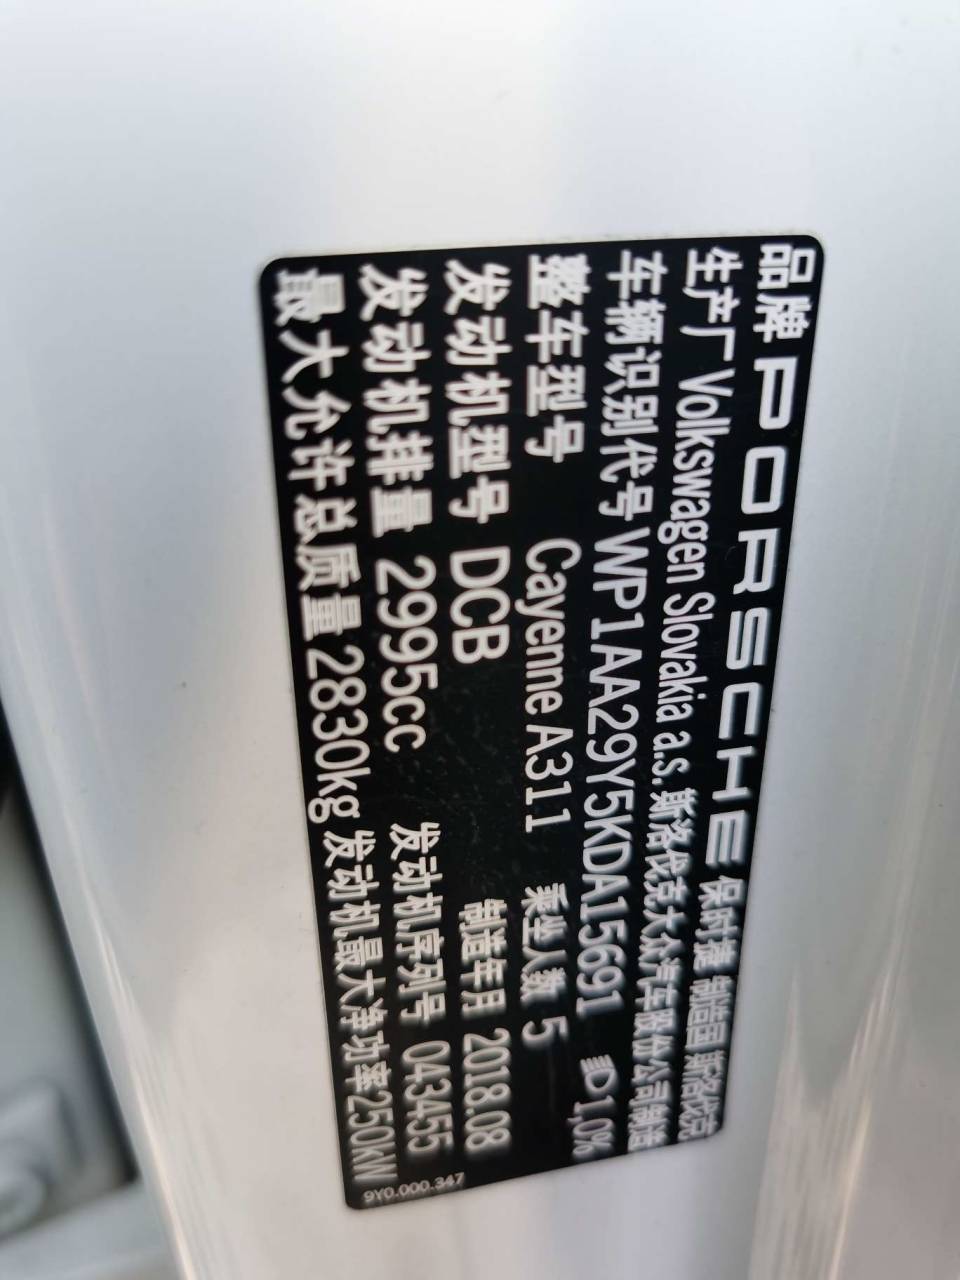 品牌 PORSCHE 保时捷 制造国 斯洛伐克
生产厂 Volkswagen Slovakia a.s. 斯洛伐克大众汽车股份公司制造
车辆识别代号 WP1AA29Y5KDA15691 1,0%
整车型号 Cayenne A311 乘坐人数 5
发动机型号 DCB 制造年月 2018.08
发动机排量 2995cc 发动机序列号 043455
最大允许总质量 2830kg 发动机最大净功率 250kW
9Y0.000.347